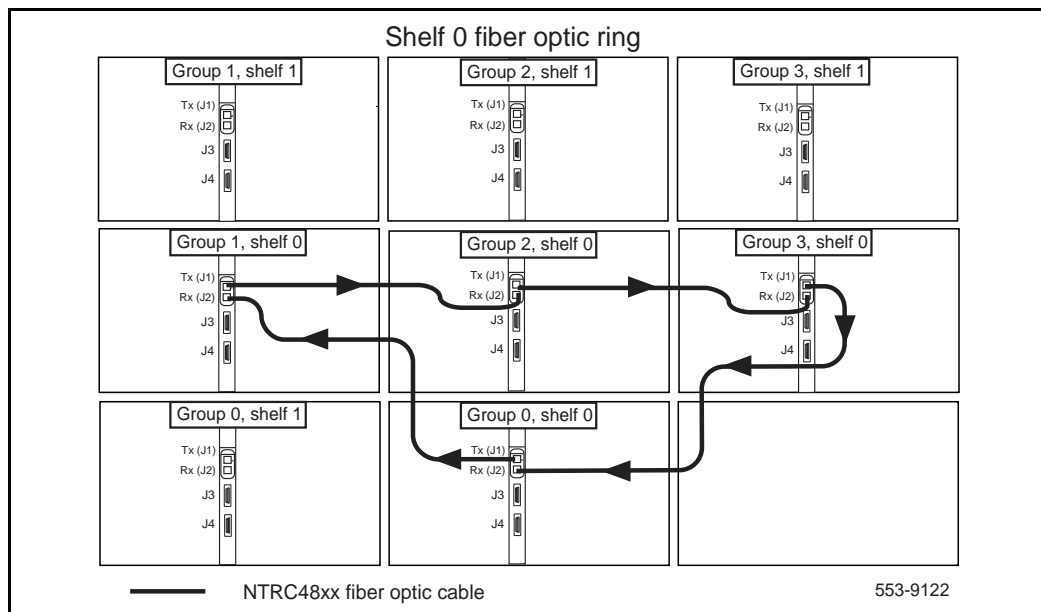 Shelf 0 fiber optic ring
Group 1, shelf 1
Tx (J1)
Rx (J2)
J3
J4
Group 2, shelf 1
Tx (J1)
Rx (J2)
J3
J4
Group 3, shelf 1
Tx (J1)
Rx (J2)
J3
J4
Group 1, shelf 0
Tx (J1)
Rx (J2)
J3
J4
Group 2, shelf 0
Tx (J1)
Rx (J2)
J3
J4
Group 3, shelf 0
Tx (J1)
Rx (J2)
J3
J4
Group 0, shelf 1
Tx (J1)
Rx (J2)
J3
J4
Group 0, shelf 0
Tx (J1)
Rx (J2)
J3
J4
NTRC48xx fiber optic cable
553-9122